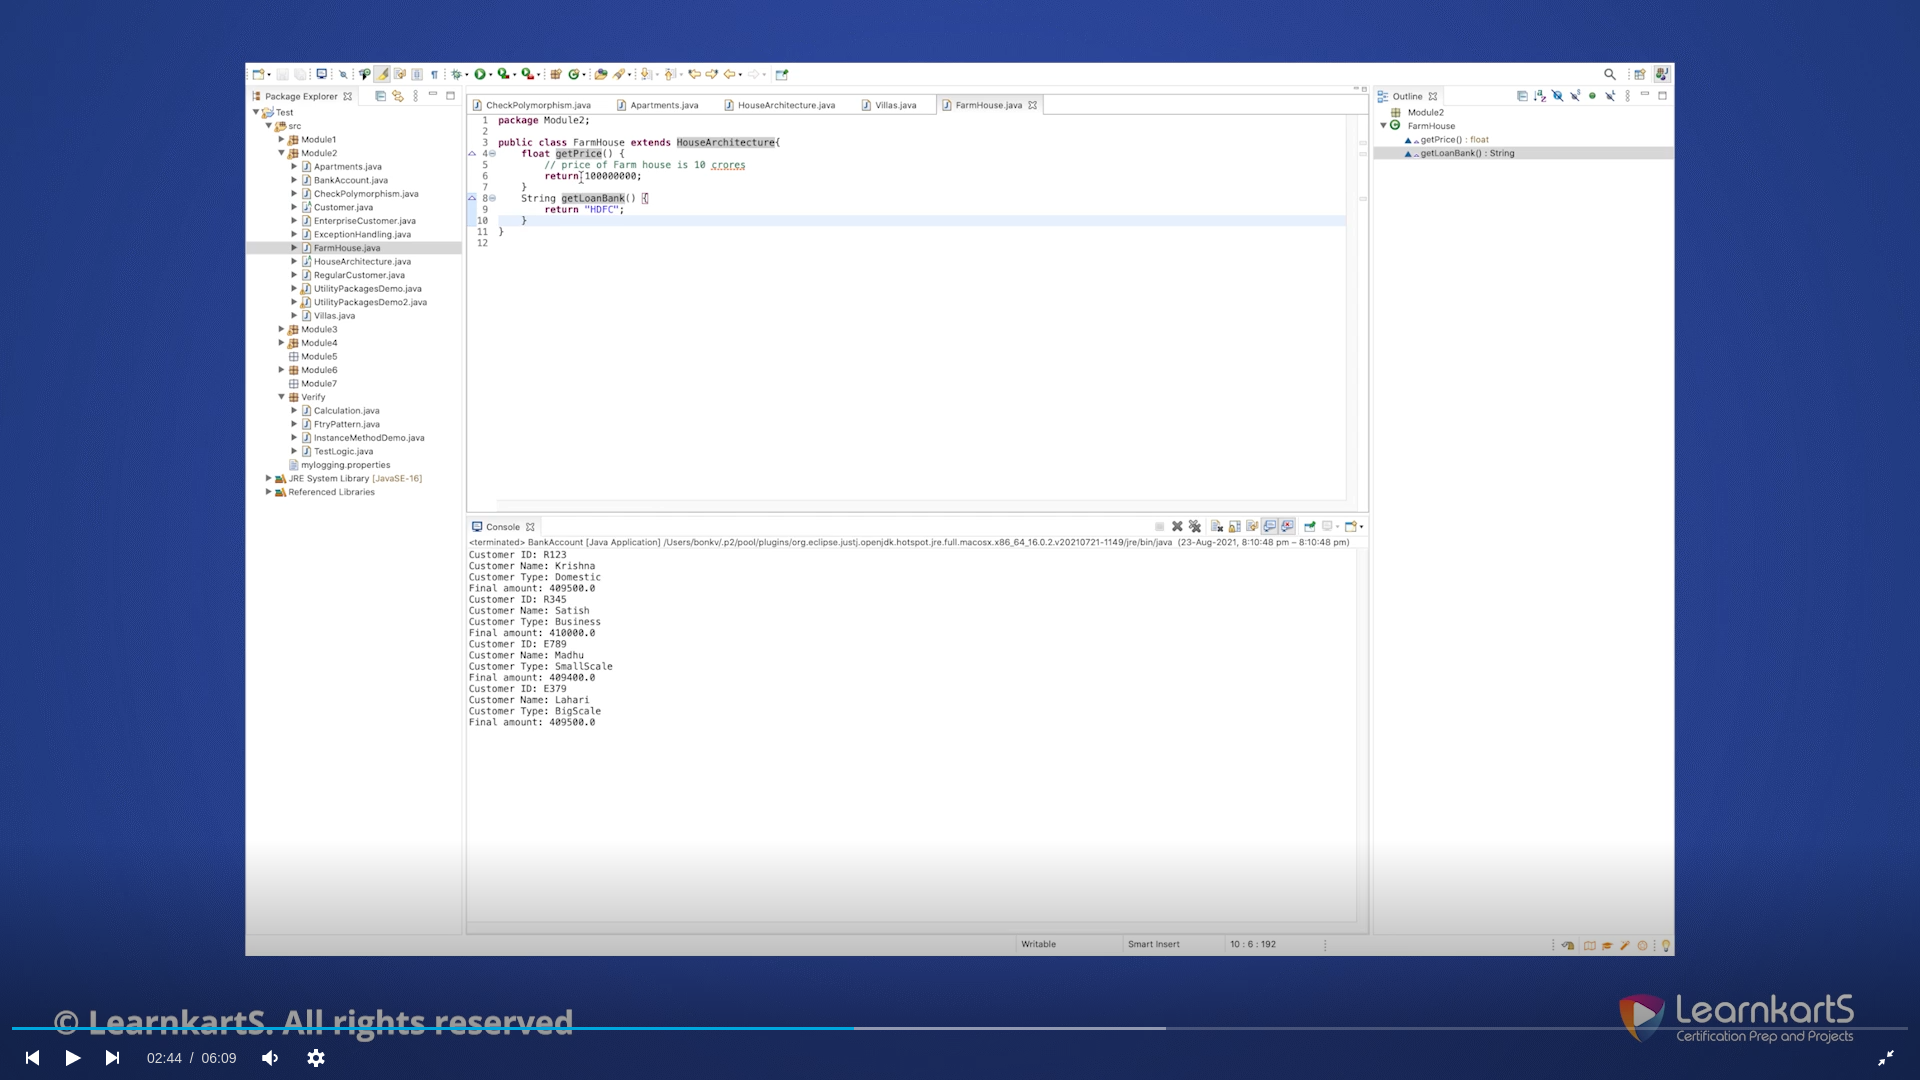 Package Explorer
Test
src
Module1
Module2
Apartments.java
BankAccount.java
CheckPolymorphism.java
Customer.java
EnterpriseCustomer.java
ExceptionHandling.java
FarmHouse.java
HouseArchitecture.java
RegularCustomer.java
UtilityPackagesDemo.java
UtilityPackagesDemo2.java
Villas.java
Module3
Module4
Module5
Module6
Module7
Verify
Calculation.java
FtryPattern.java
InstanceMethodDemo.java
TestLogic.java
mylogging.properties
JRE System Library [JavaSE-16]
Referenced Libraries
CheckPolymorphism.java Apartments.java HouseArchitecture.java Villas.java FarmHouse.java
1 package Module2;
2
3 public class FarmHouse extends HouseArchitecture{
4 float getPrice() {
5 // price of Farm house is 10 crores
6 return 100000000;
7 }
8 String getLoanBank() {
9 return "HDFC";
10 }
11 }
12
Console
<terminated> BankAccount [Java Application] /Users/bonkv/.p2/pool/plugins/org.eclipse.justj.openjdk.hotspot.jre.full.macosx.x86_64_16.0.2.v20210721-1149/jre/bin/java (23-Aug-2021, 8:10:48 pm – 8:10:48 pm)
Customer ID: R123
Customer Name: Krishna
Customer Type: Domestic
Final amount: 409500.0
Customer ID: R345
Customer Name: Satish
Customer Type: Business
Final amount: 410000.0
Customer ID: E789
Customer Name: Madhu
Customer Type: SmallScale
Final amount: 409400.0
Customer ID: E379
Customer Name: Lahari
Customer Type: BigScale
Final amount: 409500.0
Outline
Module2
FarmHouse
getPrice() : float
getLoanBank() : String
Writable Smart Insert 10 : 6 : 192
© LearnkartS. All rights reserved
LearnkartS
Certification Prep and Projects
02:44 / 06:09